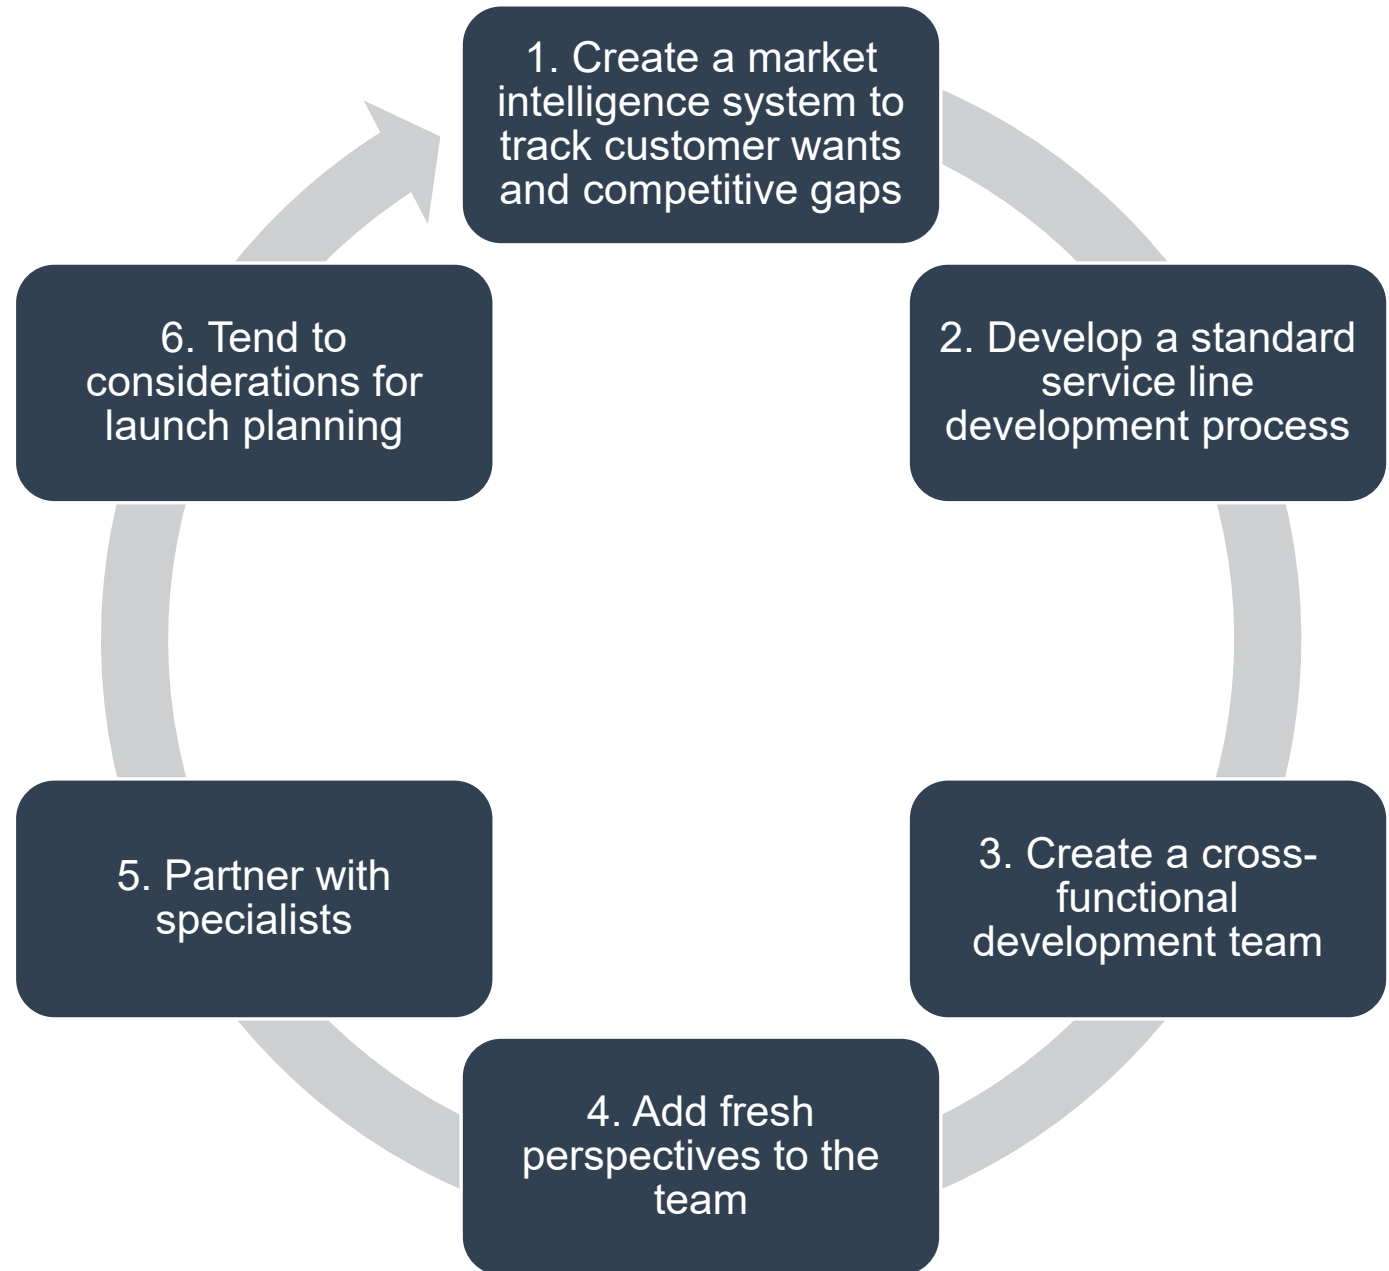 1. Create a market
intelligence system to
track customer wants
and competitive gaps
2. Develop a standard
service line
development process
3. Create a cross-
functional
development team
4. Add fresh
perspectives to the
team
5. Partner with
specialists
6. Tend to
considerations for
launch planning